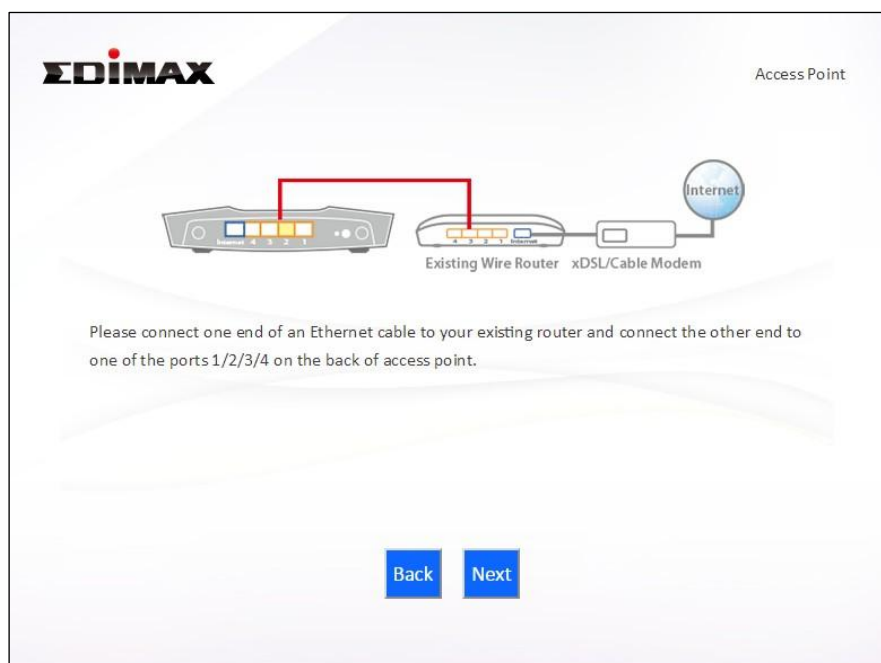 EDIMAX
Access Point
Internet
Internet 4 3 2 1
4 3 2 1 Internet
Existing Wire Router xDSL/Cable Modem
Please connect one end of an Ethernet cable to your existing router and connect the other end to
one of the ports 1/2/3/4 on the back of access point.
Back Next